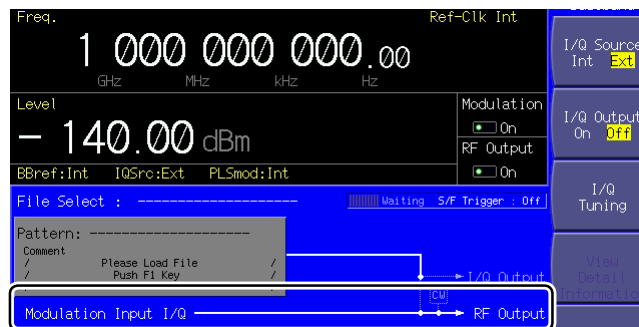 Freq.
Ref-Clk Int
1 000 000 000.00
GHz MHz kHz Hz
Level
- 140.00 dBm
Modulation
On
RF Output
On
BBref:Int IQSrc:Ext PLSmod:Int
File Select : --------------------
Waiting S/F Trigger : Off
Pattern: --------------------
Comment
/ Please Load File /
/ Push F1 Key /
I/Q Output
CW
Modulation Input I/Q
RF Output
I/Q Source
Int Ext
I/Q Output
On Off
I/Q
Tuning
View
Detail
Informatio